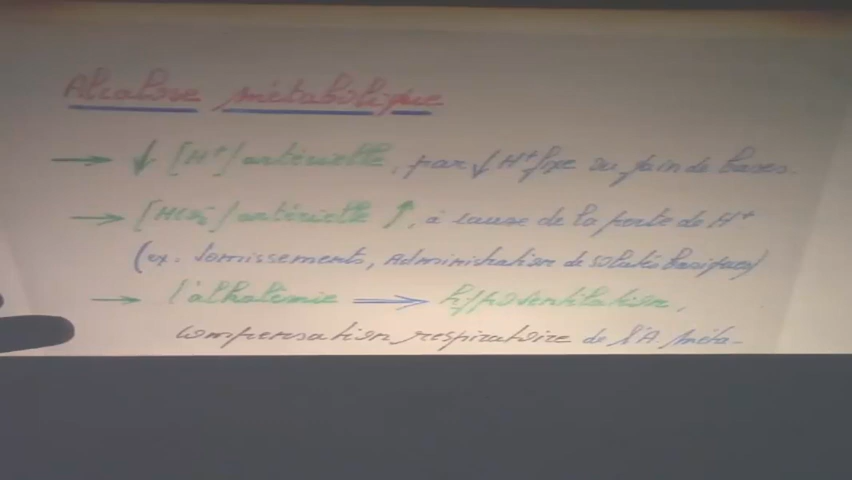 Alcalose métabolique
→ ↓ [H+] artérielle, par ↓ H+ fixe ou gain de bases.
→ [HCO3-] artérielle ↑, à cause de la perte de H+
(ex. Vomissements, Administration de solutés basiques)
→ l'alkalémie ⟹ hypoventilation,
compensation respiratoire de l'A méta-